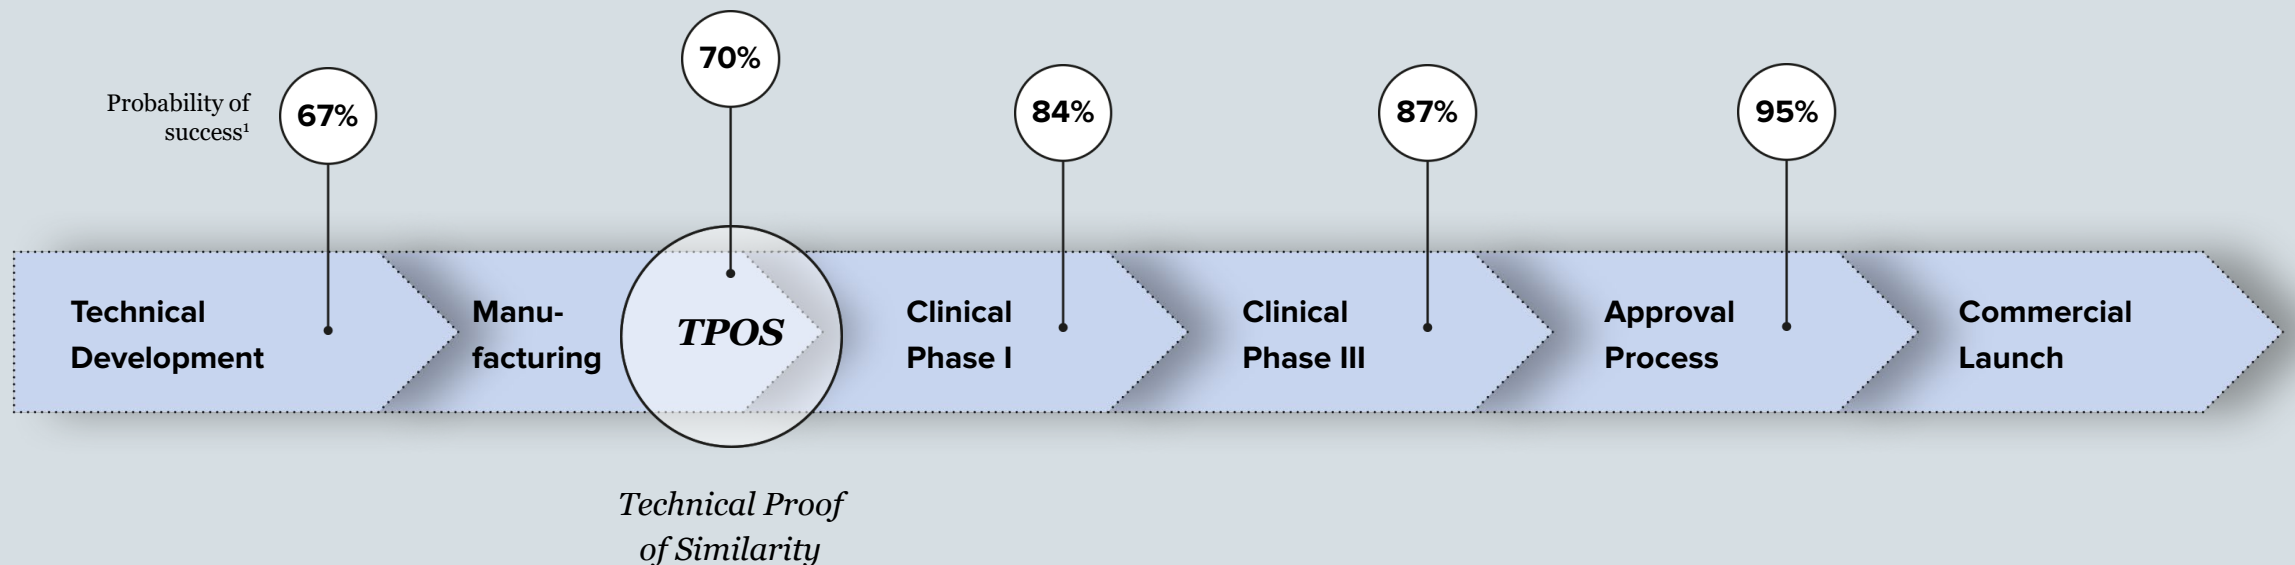 70%
Probability of
success¹
67%
84%
87%
95%
Technical
Development
Manu-
facturing
TPOS
Clinical
Phase I
Clinical
Phase III
Approval
Process
Commercial
Launch
Technical Proof
of Similarity